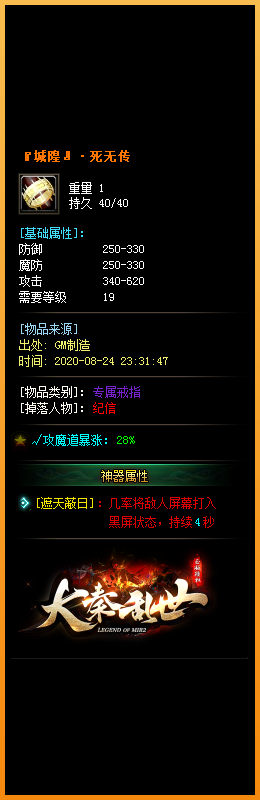 『城隍』·死无传
重量 1
持久 40/40
[基础属性]:
防御 250-330
魔防 250-330
攻击 340-620
需要等级 19
[物品来源]
出处: GM制造
时间: 2020-08-24 23:31:47
[物品类别]: 专属戒指
[掉落人物]: 纪信
√攻魔道暴涨: 28%
神器属性
[遮天蔽日]: 几率将敌人屏幕打入
黑屏状态, 持续4秒
大秦乱世
LEGEND OF MIR2